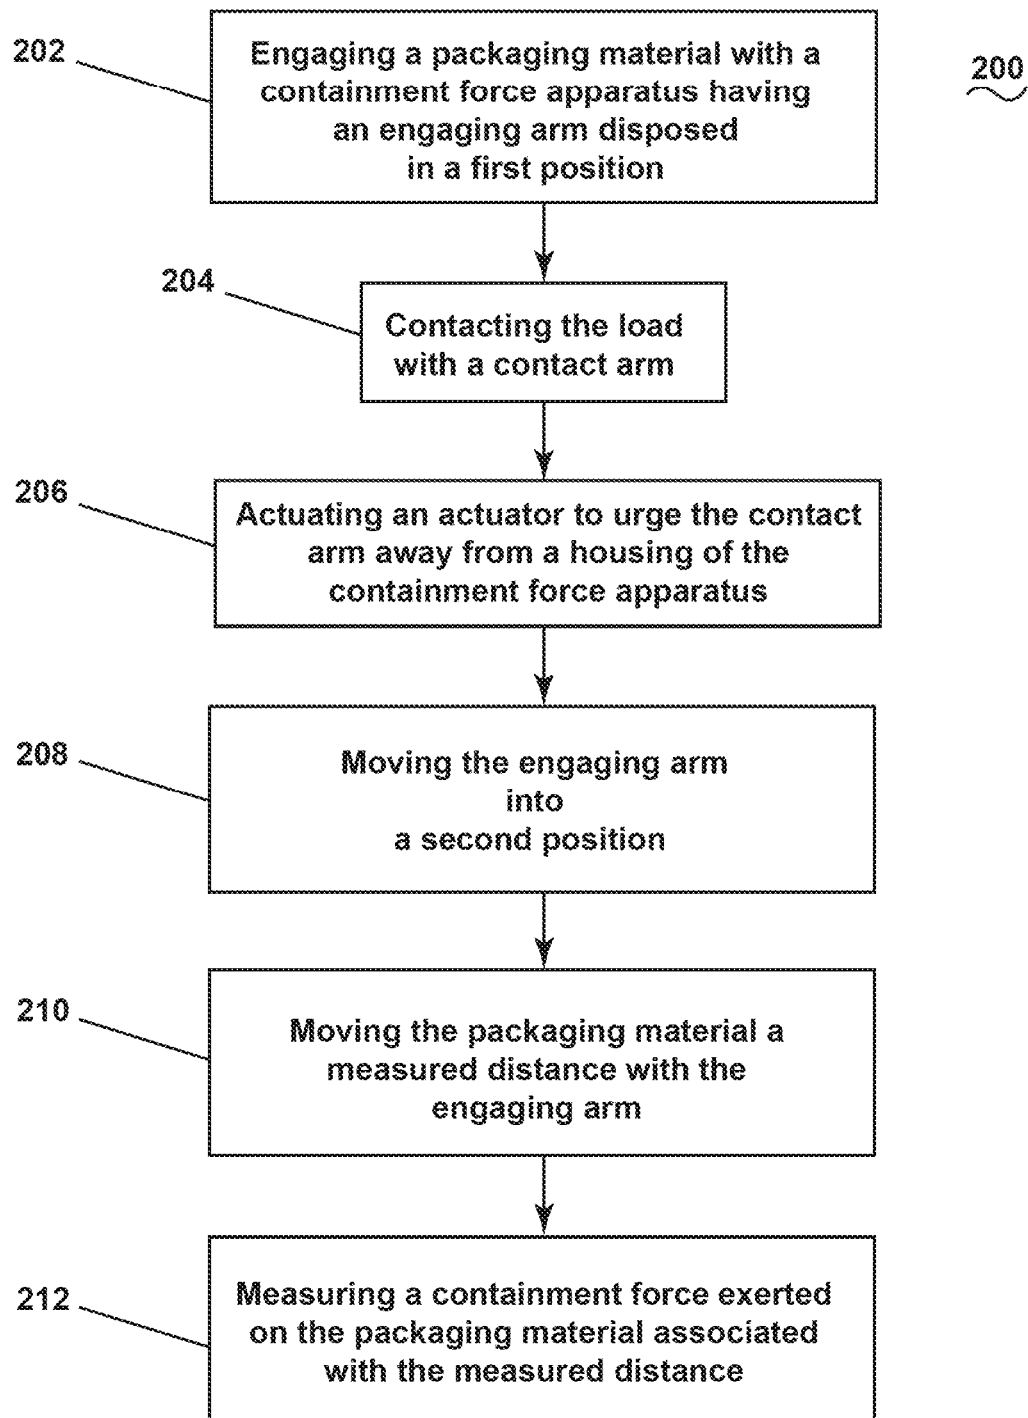 202
Engaging a packaging material with a
containment force apparatus having
an engaging arm disposed
in a first position
200
204
Contacting the load
with a contact arm
206
Actuating an actuator to urge the contact
arm away from a housing of the
containment force apparatus
208
Moving the engaging arm
into
a second position
210
Moving the packaging material a
measured distance with the
engaging arm
212
Measuring a containment force exerted
on the packaging material associated
with the measured distance